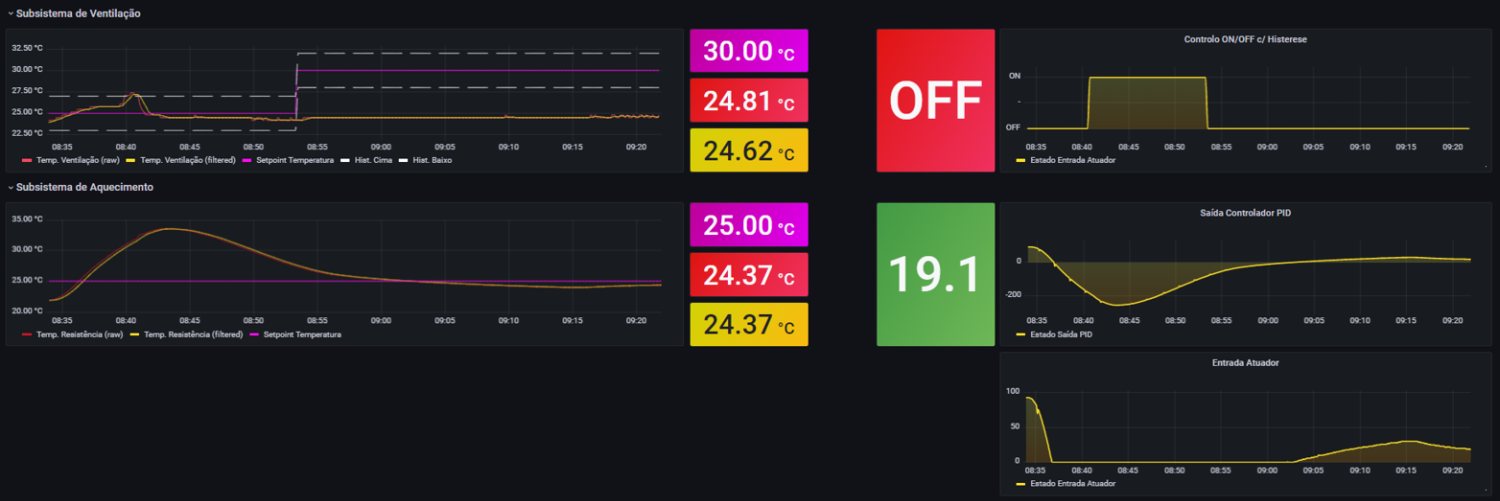 Subsistema de Ventilação
32.50 °C
30.00 °C
27.50 °C
25.00 °C
22.50 °C
08:35 08:40 08:45 08:50 08:55 09:00 09:05 09:10 09:15 09:20
Temp. Ventilação (raw) Temp. Ventilação (filtered) Setpoint Temperatura Hist. Cima Hist. Baixo
30.00 °C
24.81 °C
24.62 °C
OFF
Controlo ON/OFF c/ Histerese
ON
-
OFF
08:35 08:40 08:45 08:50 08:55 09:00 09:05 09:10 09:15 09:20
Estado Entrada Atuador
Subsistema de Aquecimento
35.00 °C
30.00 °C
25.00 °C
20.00 °C
08:35 08:40 08:45 08:50 08:55 09:00 09:05 09:10 09:15 09:20
Temp. Resistência (raw) Temp. Resistência (filtered) Setpoint Temperatura
25.00 °C
24.37 °C
24.37 °C
19.1
Saída Controlador PID
0
-200
08:35 08:40 08:45 08:50 08:55 09:00 09:05 09:10 09:15 09:20
Estado Saída PID
Entrada Atuador
100
50
0
08:35 08:40 08:45 08:50 08:55 09:00 09:05 09:10 09:15 09:20
Estado Entrada Atuador